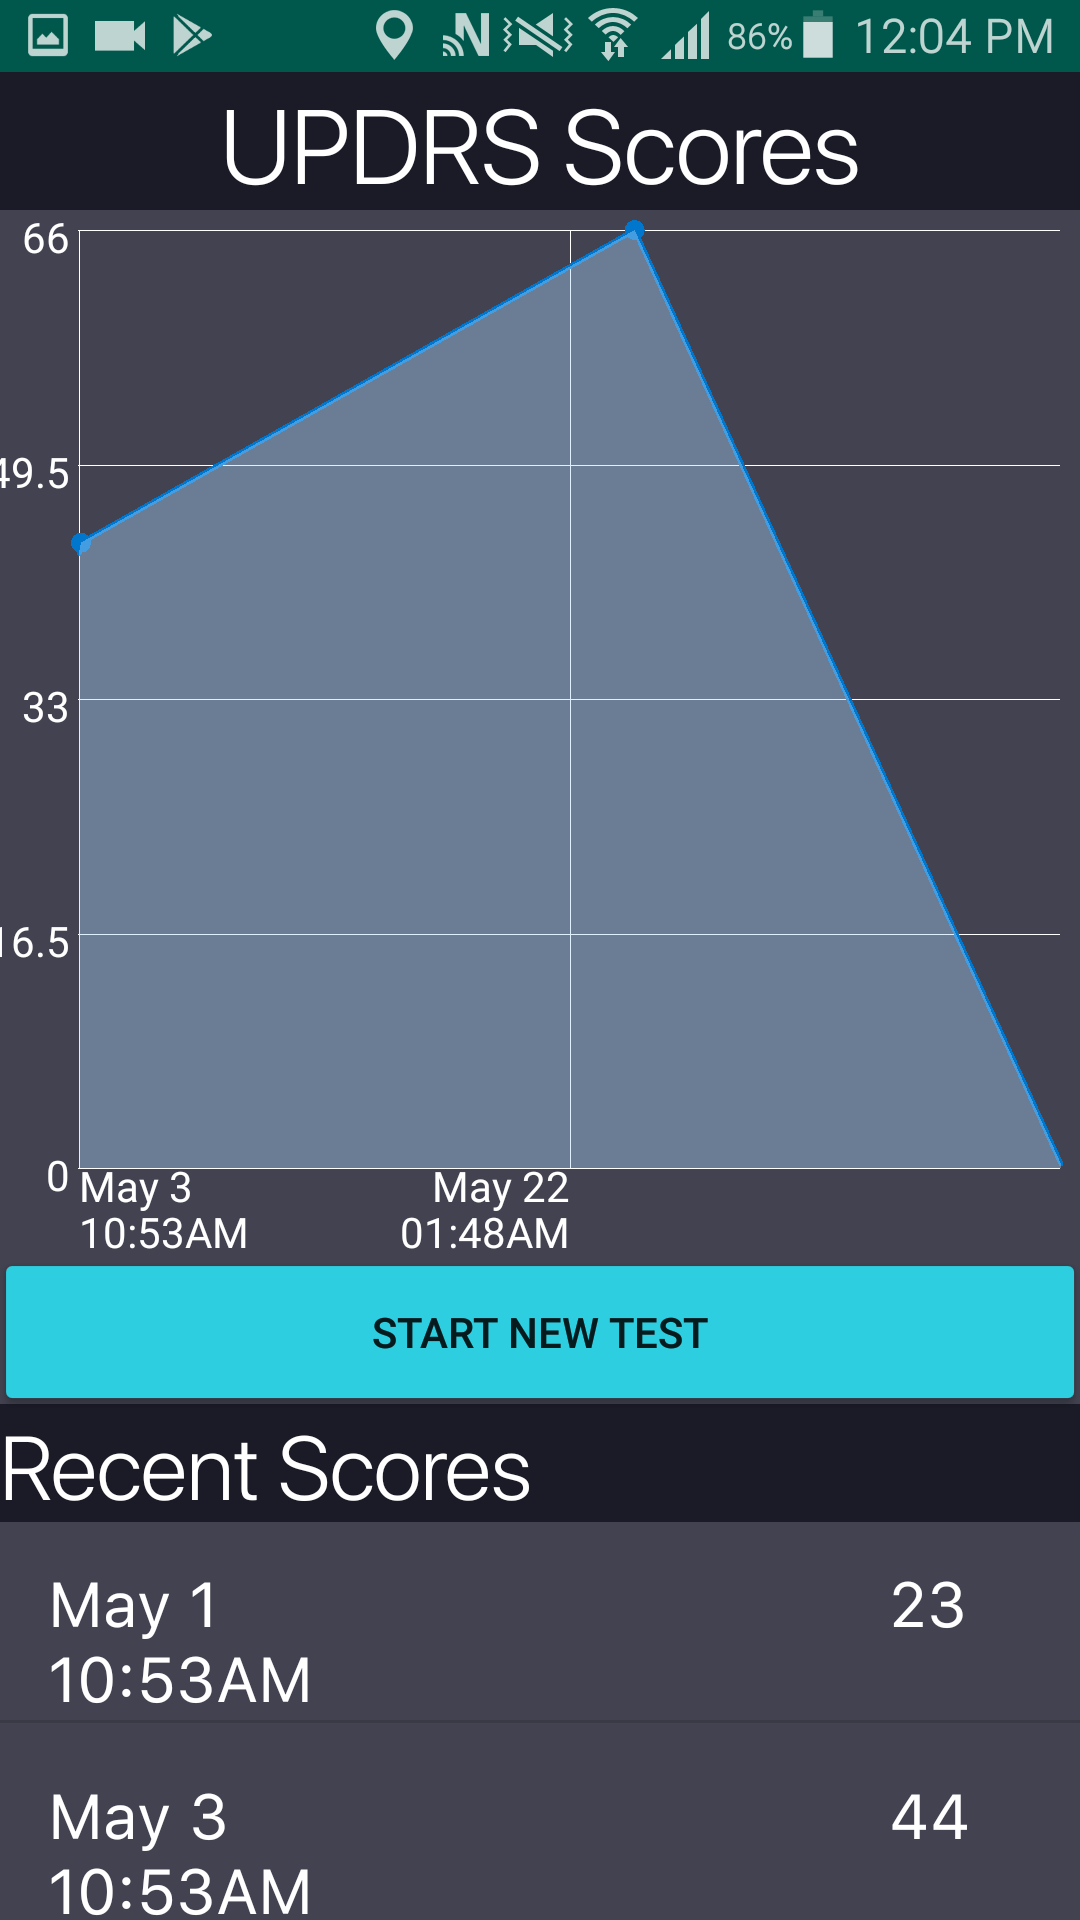 86% 12:04 PM
UPDRS Scores
66
49.5
33
16.5
0
May 3 May 22
10:53AM 01:48AM
START NEW TEST
Recent Scores
May 1 23
10:53AM
May 3 44
10:53AM